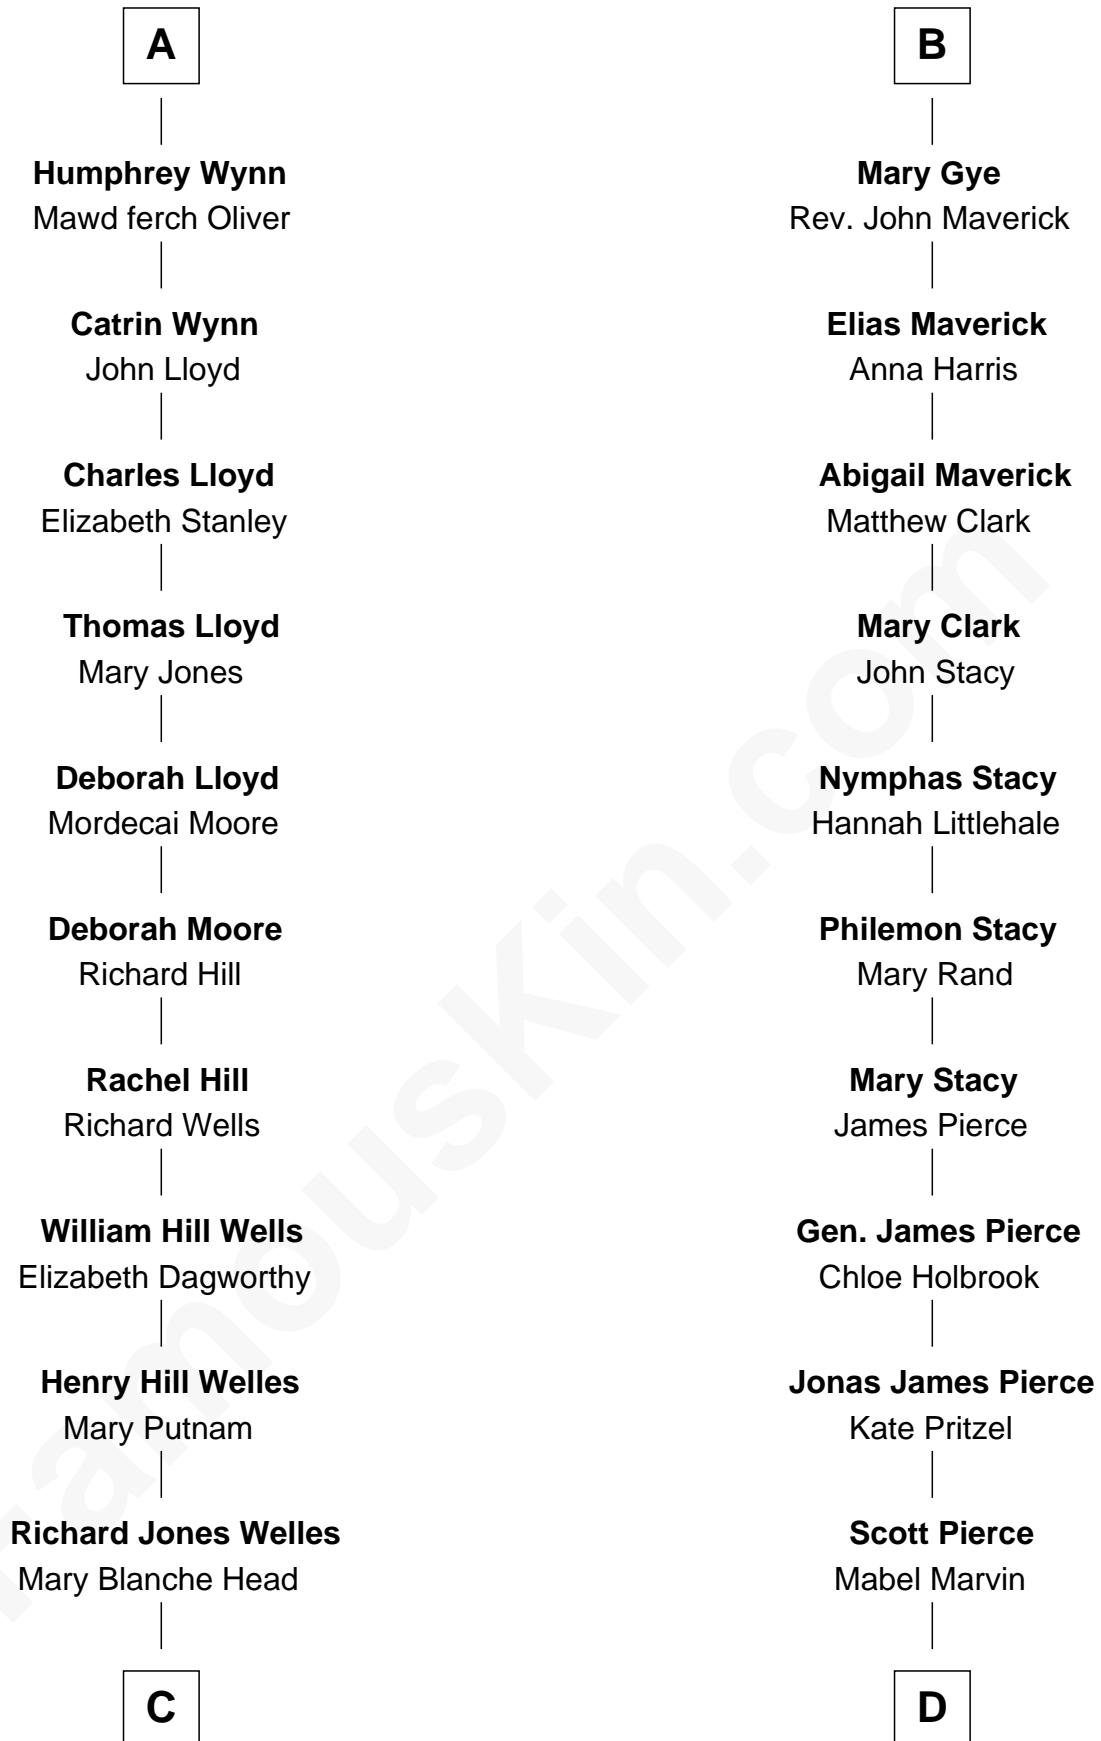 A
Humphrey Wynn
Mawd ferch Oliver
Catrin Wynn
John Lloyd
Charles Lloyd
Elizabeth Stanley
Thomas Lloyd
Mary Jones
Deborah Lloyd
Mordecai Moore
Deborah Moore
Richard Hill
Rachel Hill
Richard Wells
William Hill Wells
Elizabeth Dagworthy
Henry Hill Welles
Mary Putnam
Richard Jones Welles
Mary Blanche Head
C
B
Mary Gye
Rev. John Maverick
Elias Maverick
Anna Harris
Abigail Maverick
Matthew Clark
Mary Clark
John Stacy
Nymphas Stacy
Hannah Littlehale
Philemon Stacy
Mary Rand
Mary Stacy
James Pierce
Gen. James Pierce
Chloe Holbrook
Jonas James Pierce
Kate Pritzel
Scott Pierce
Mabel Marvin
D
FamousKin.com